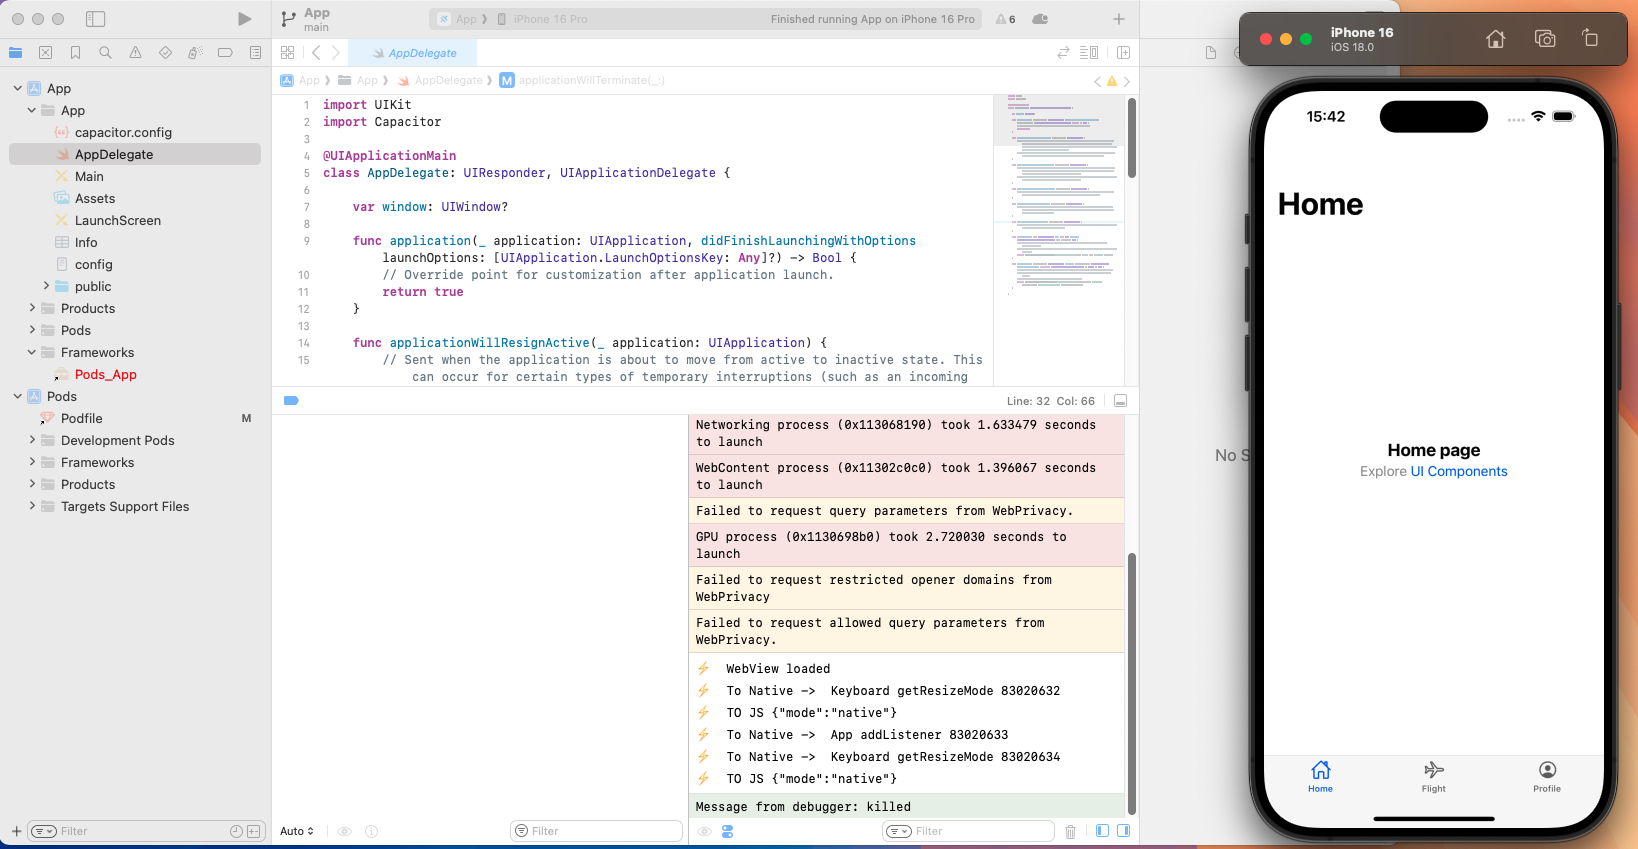 App
main
App
iPhone 16 Pro
Finished running App on iPhone 16 Pro
6
AppDelegate
App
App
AppDelegate
M
applicationWillTerminate(_:)
App
App
capacitor.config
AppDelegate
Main
Assets
LaunchScreen
Info
config
public
Products
Pods
Frameworks
Pods_App
Pods
Podfile
M
Development Pods
Frameworks
Products
Targets Support Files
Filter
1 import UIKit
2 import Capacitor
3
4 @UIApplicationMain
5 class AppDelegate: UIResponder, UIApplicationDelegate {
6
7 var window: UIWindow?
8
9 func application(_ application: UIApplication, didFinishLaunchingWithOptions
launchOptions: [UIApplication.LaunchOptionsKey: Any]?) -> Bool {
10 // Override point for customization after application launch.
11 return true
12 }
13
14 func applicationWillResignActive(_ application: UIApplication) {
15 // Sent when the application is about to move from active to inactive state. This
can occur for certain types of temporary interruptions (such as an incoming
Line: 32 Col: 66
Networking process (0x113068190) took 1.633479 seconds
to launch
WebContent process (0x11302c0c0) took 1.396067 seconds
to launch
Failed to request query parameters from WebPrivacy.
GPU process (0x1130698b0) took 2.720030 seconds to
launch
Failed to request restricted opener domains from
WebPrivacy
Failed to request allowed query parameters from
WebPrivacy.
⚡️ WebView loaded
⚡️ To Native -> Keyboard getResizeMode 83020632
⚡️ TO JS {"mode":"native"}
⚡️ To Native -> App addListener 83020633
⚡️ To Native -> Keyboard getResizeMode 83020634
⚡️ TO JS {"mode":"native"}
Message from debugger: killed
Auto
Filter
Filter
No S
iPhone 16
iOS 18.0
15:42
Home
Home page
Explore UI Components
Home
Flight
Profile